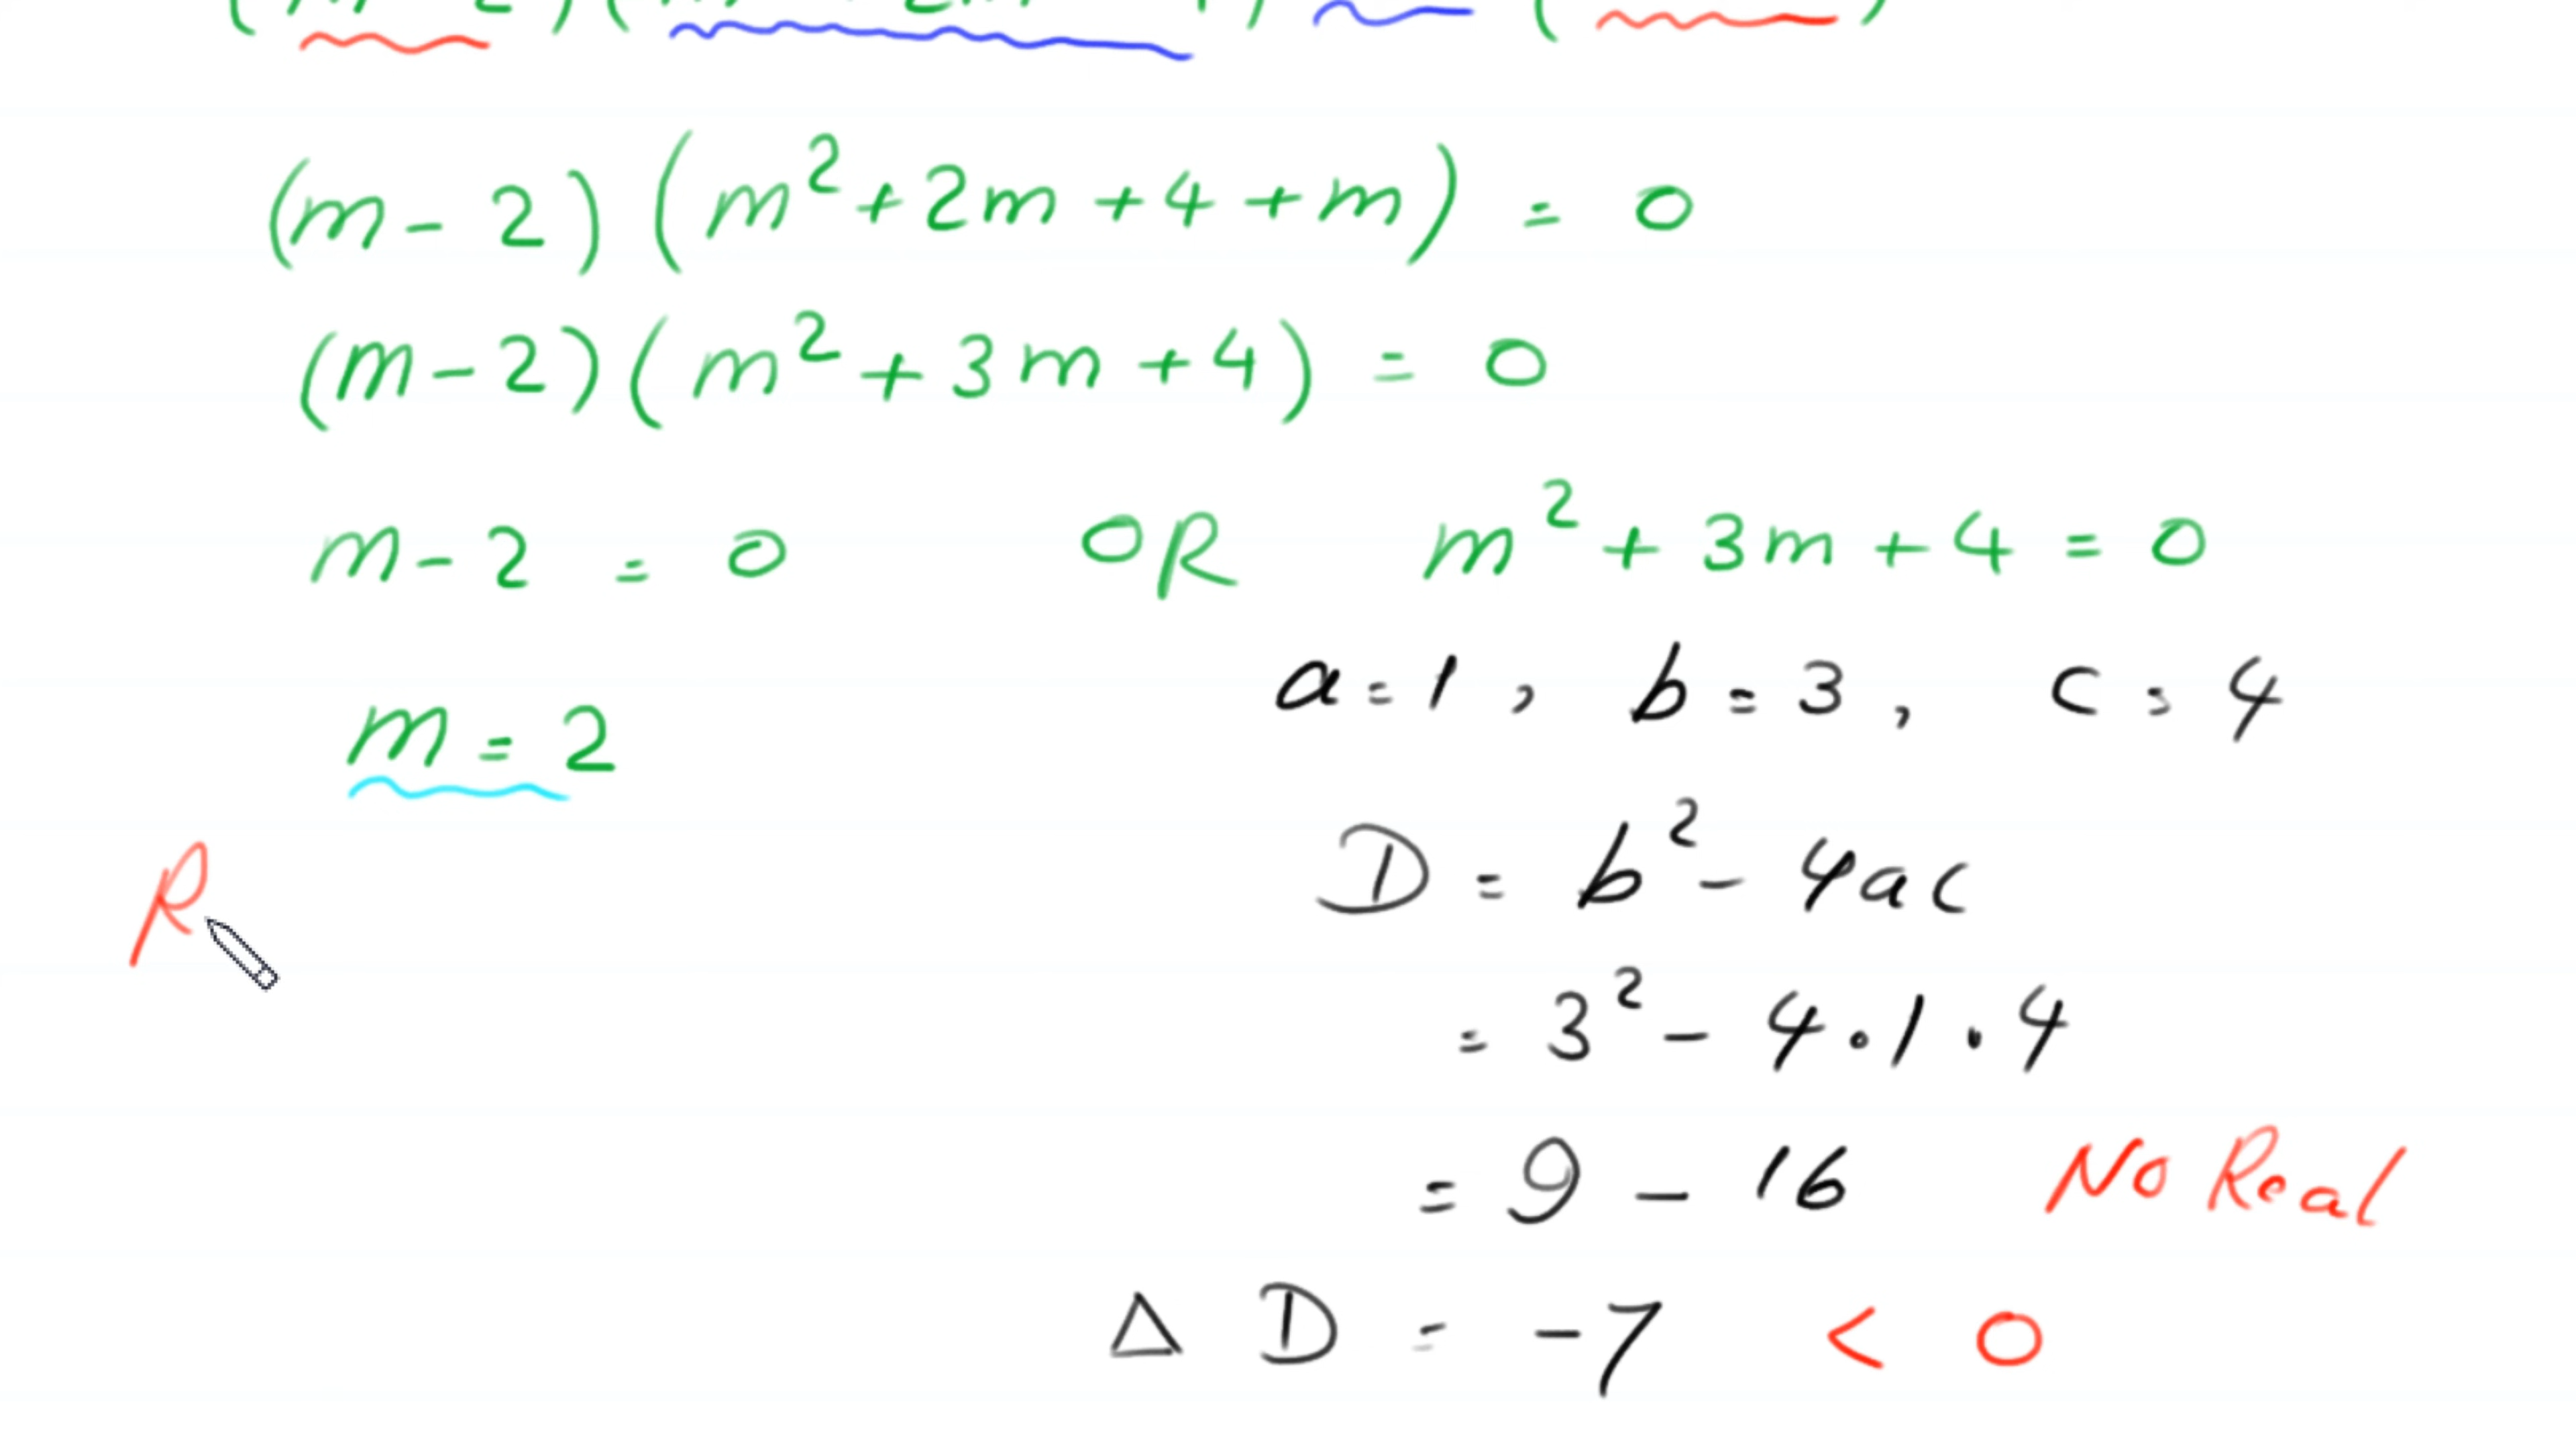 (m - 2) (m² + 2m + 4 + m) = 0
(m - 2) (m² + 3m + 4) = 0
m - 2 = 0 OR m² + 3m + 4 = 0
a = 1, b = 3, c = 4
m = 2
D = b² - 4ac
R
= 3² - 4 · 1 · 4
= 9 - 16 No Real
Δ D = -7 < 0